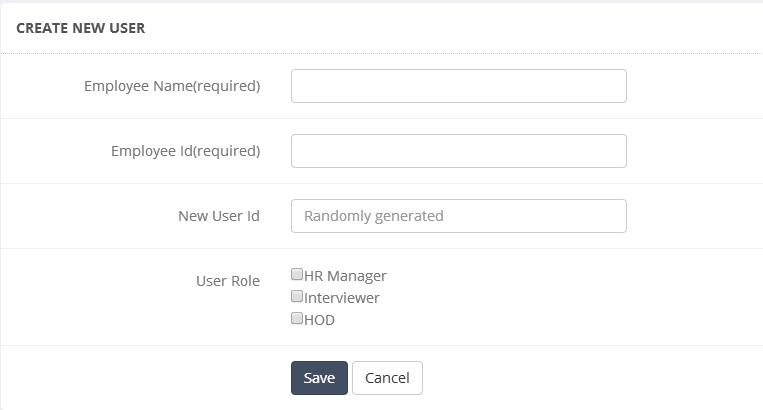 CREATE NEW USER
Employee Name(required)
Employee Id(required)
New User Id Randomly generated
User Role
HR Manager
Interviewer
HOD
Save Cancel